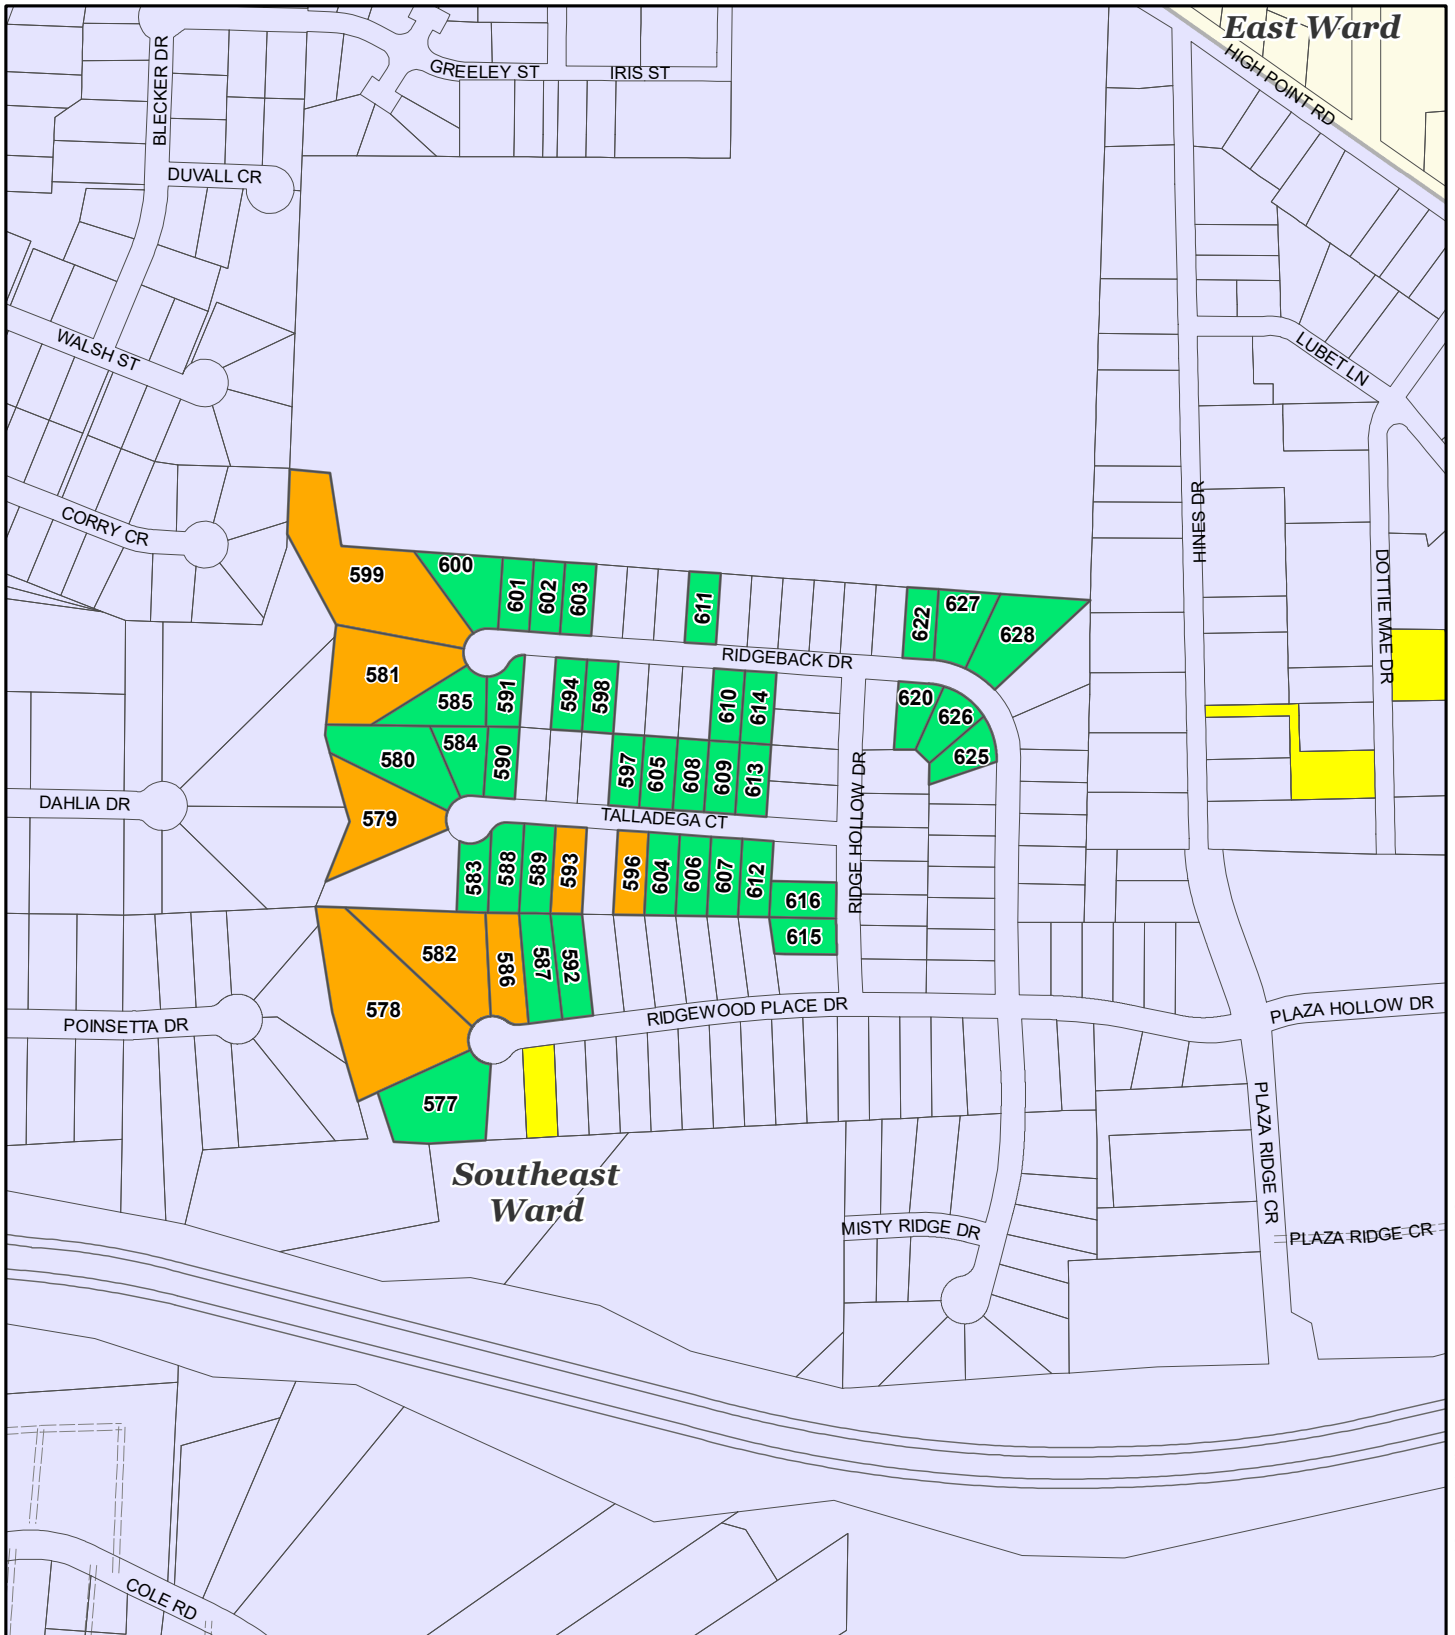 East Ward
HIGH POINT RD
BLECKER DR
GREELEY ST
IRIS ST
DUVALL CR
WALSH ST
LUBET LN
CORRY CR
HINES DR
DOTTIE MAE DR
599
600
601
602
603
611
622
627
628
RIDGEBACK DR
581
585
591
594
598
610
614
620
626
625
580
584
590
597
605
608
609
613
RIDGE HOLLOW DR
DAHLIA DR
579
TALLADEGA CT
583
588
589
593
596
604
606
607
612
616
615
582
586
587
592
578
POINSETTA DR
RIDGEWOOD PLACE DR
PLAZA HOLLOW DR
577
PLAZA RIDGE CR
Southeast
Ward
MISTY RIDGE DR
PLAZA RIDGE CR
COLE RD